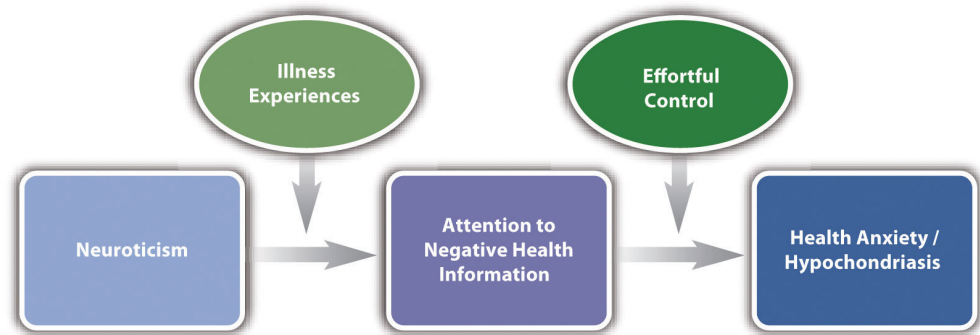 Illness
Experiences
Effortful
Control
Neuroticism
Attention to
Negative Health
Information
Health Anxiety /
Hypochondriasis